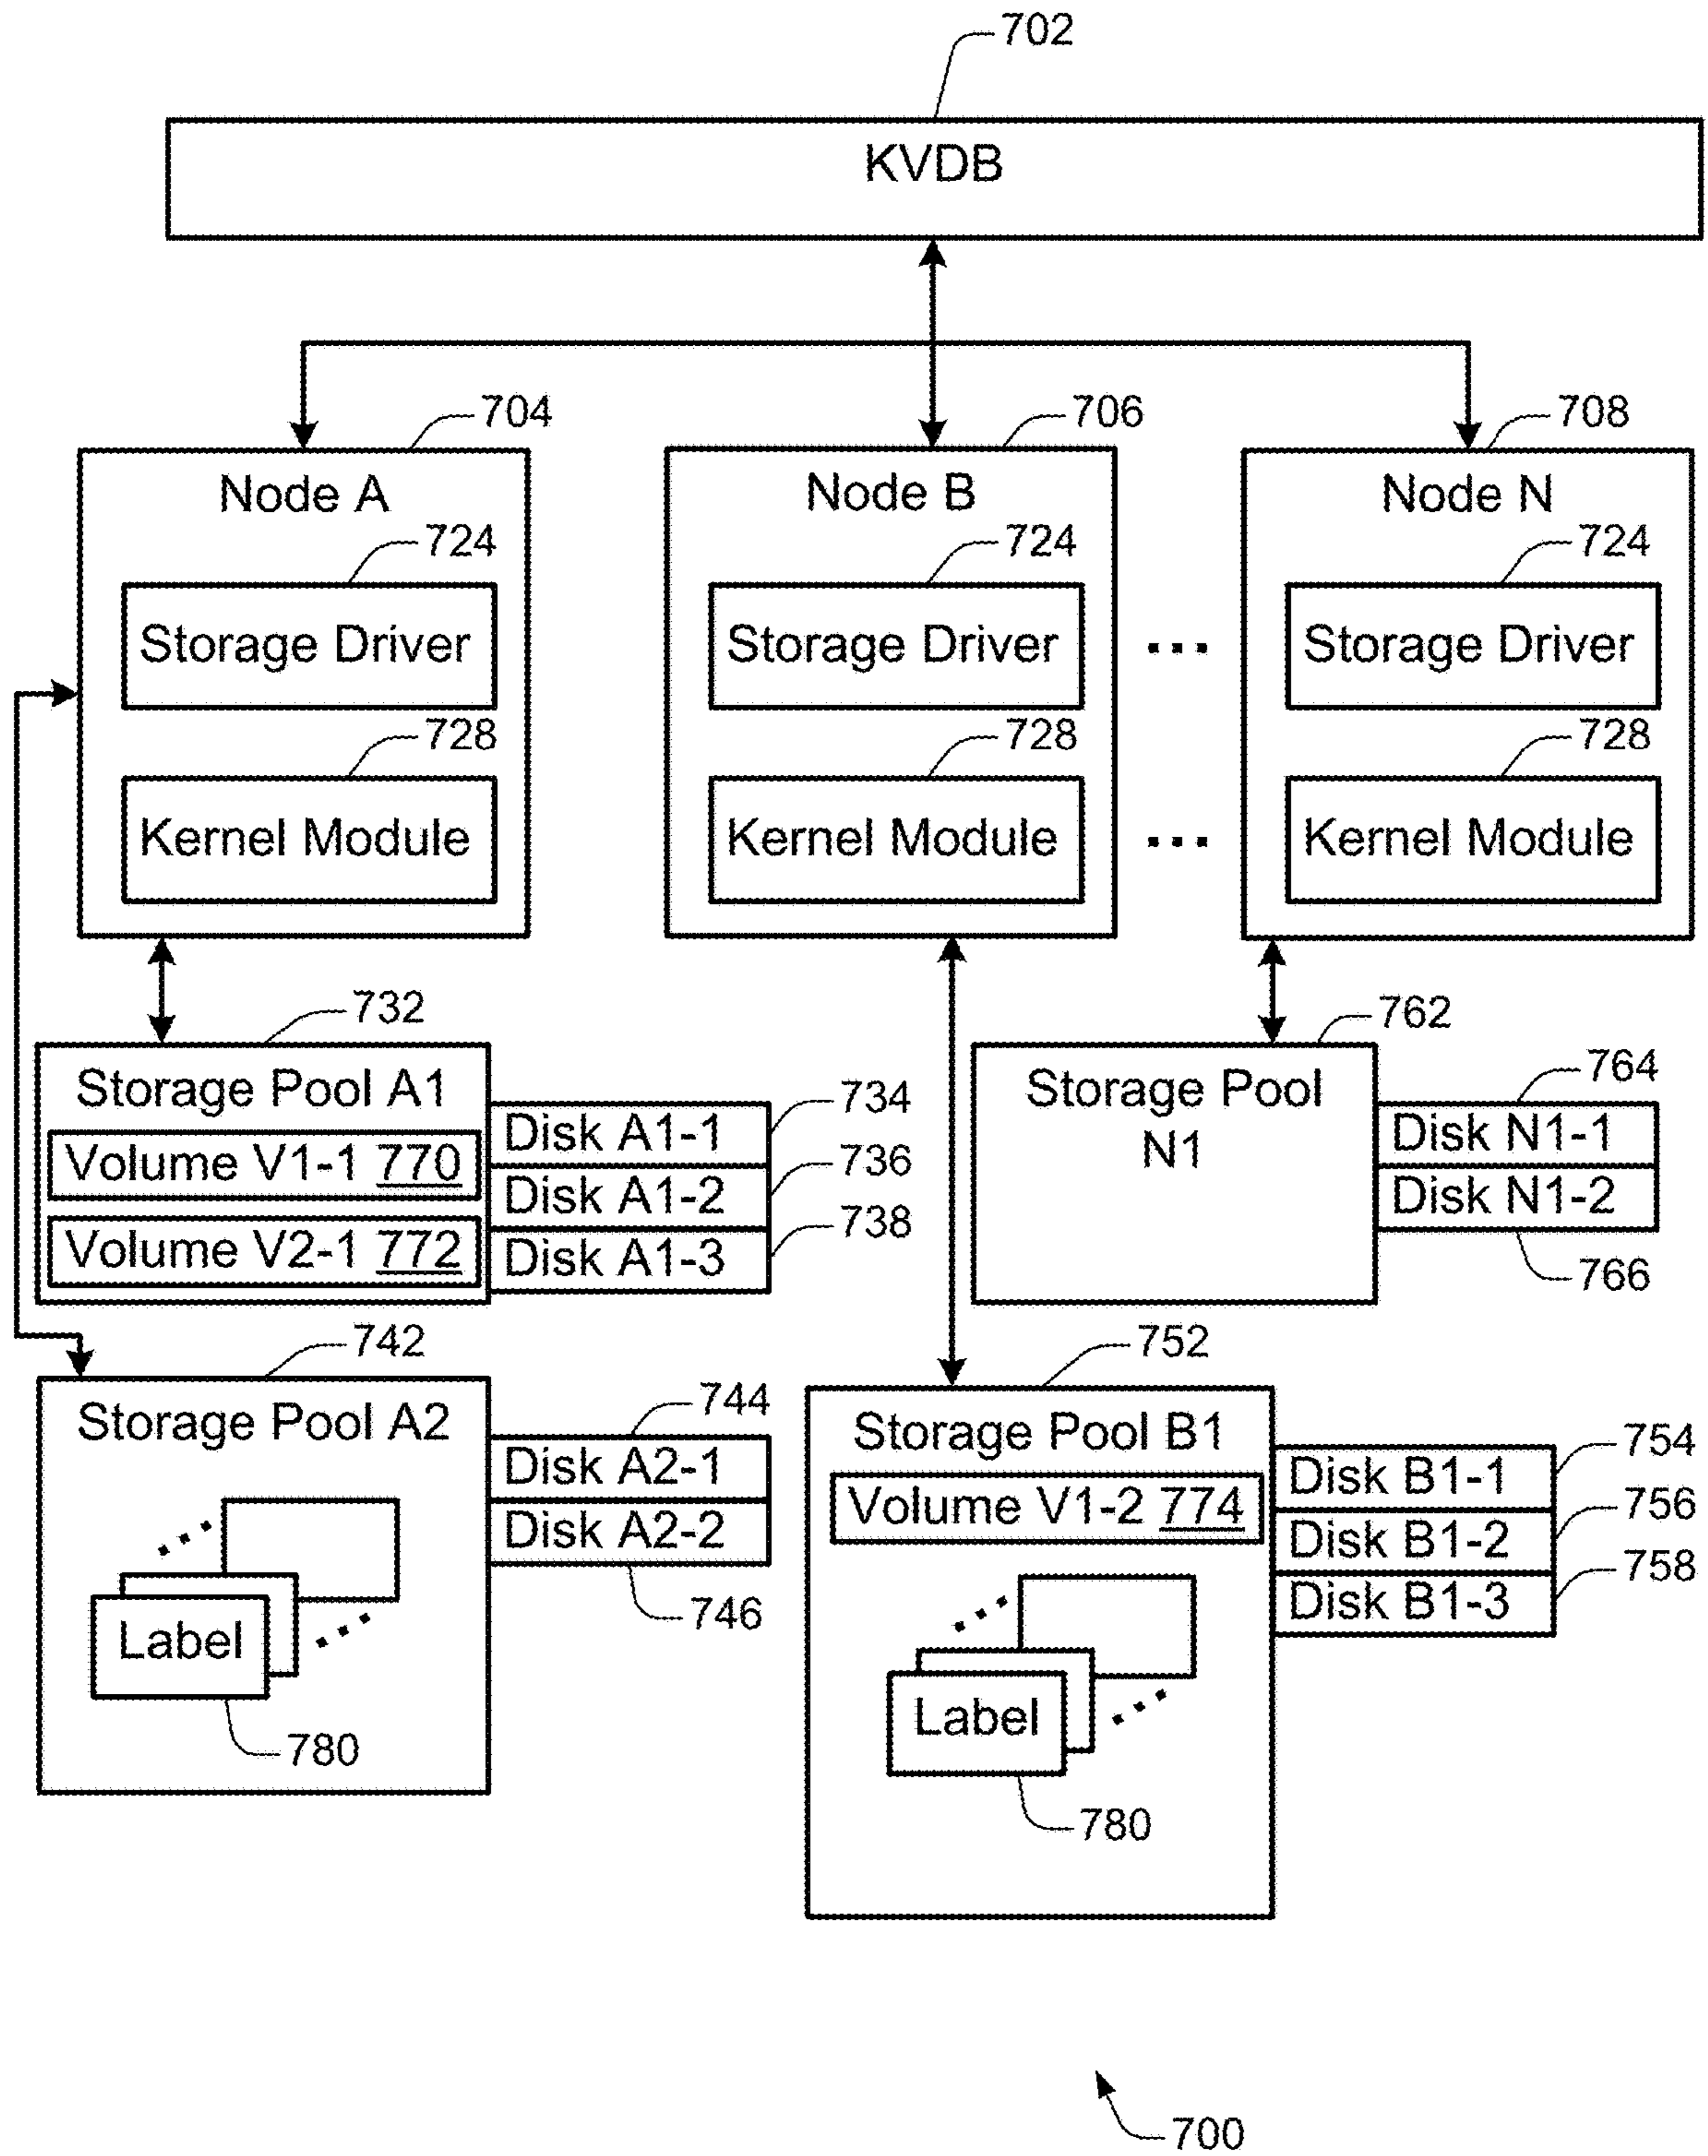 702
KVDB
704
706
708
Node A
Node B
Node N
724
724
724
Storage Driver
Storage Driver
...
Storage Driver
728
728
728
Kernel Module
Kernel Module
...
Kernel Module
732
762
Storage Pool A1
Volume V1-1 770
Volume V2-1 772
Disk A1-1
Disk A1-2
Disk A1-3
734
736
738
Storage Pool
N1
764
Disk N1-1
Disk N1-2
766
742
752
Storage Pool A2
744
Disk A2-1
Disk A2-2
746
Label
780
Storage Pool B1
Volume V1-2 774
Disk B1-1
Disk B1-2
Disk B1-3
754
756
758
Label
780
700